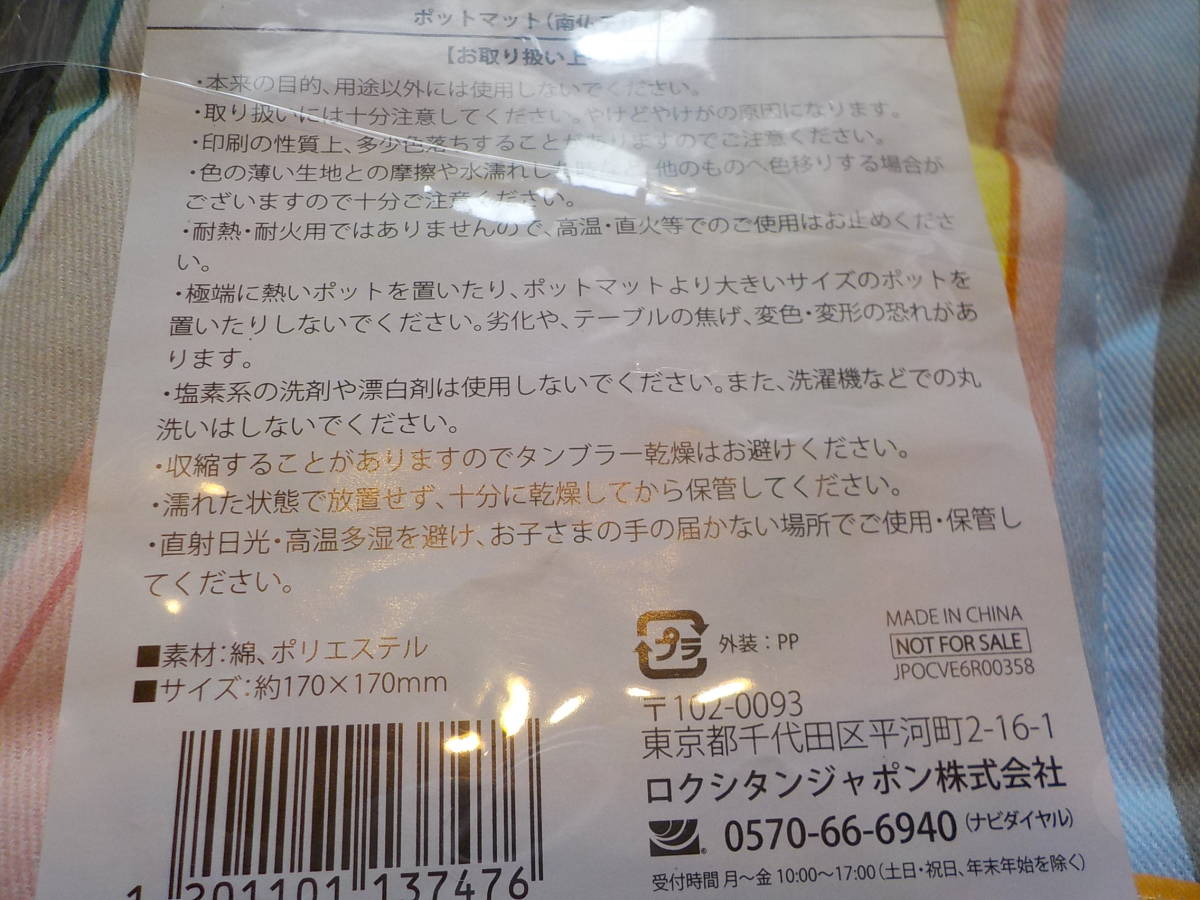 ポットマット(南仏
【お取り扱い上
・本来の目的、用途以外には使用しないでください。
・取り扱いには十分注意してください。やけどやけがの原因になります。
・印刷の性質上、多少色落ちすることがありますのでご注意ください。
・色の薄い生地との摩擦や水濡れした時など、他のものへ色移りする場合が
ございますので十分ご注意ください。
・耐熱・耐火用ではありませんので、高温・直火等でのご使用はお止めくださ
い。
・極端に熱いポットを置いたり、ポットマットより大きいサイズのポットを
置いたりしないでください。劣化や、テーブルの焦げ、変色・変形の恐れがあ
ります。
・塩素系の洗剤や漂白剤は使用しないでください。また、洗濯機などでの丸
洗いはしないでください。
・収縮することがありますのでタンブラー乾燥はお避けください。
・濡れた状態で放置せず、十分に乾燥してから保管してください。
・直射日光・高温多湿を避け、お子さまの手の届かない場所でご使用・保管し
てください。
■素材:綿、ポリエステル
■サイズ:約170×170mm
プラ 外装:PP
MADE IN CHINA
NOT FOR SALE
JPOCVE6R00358
〒102-0093
東京都千代田区平河町2-16-1
ロクシタンジャポン株式会社
0570-66-6940 (ナビダイヤル)
受付時間 月~金 10:00~17:00(土日・祝日、年末年始を除く)
1 201101 137476